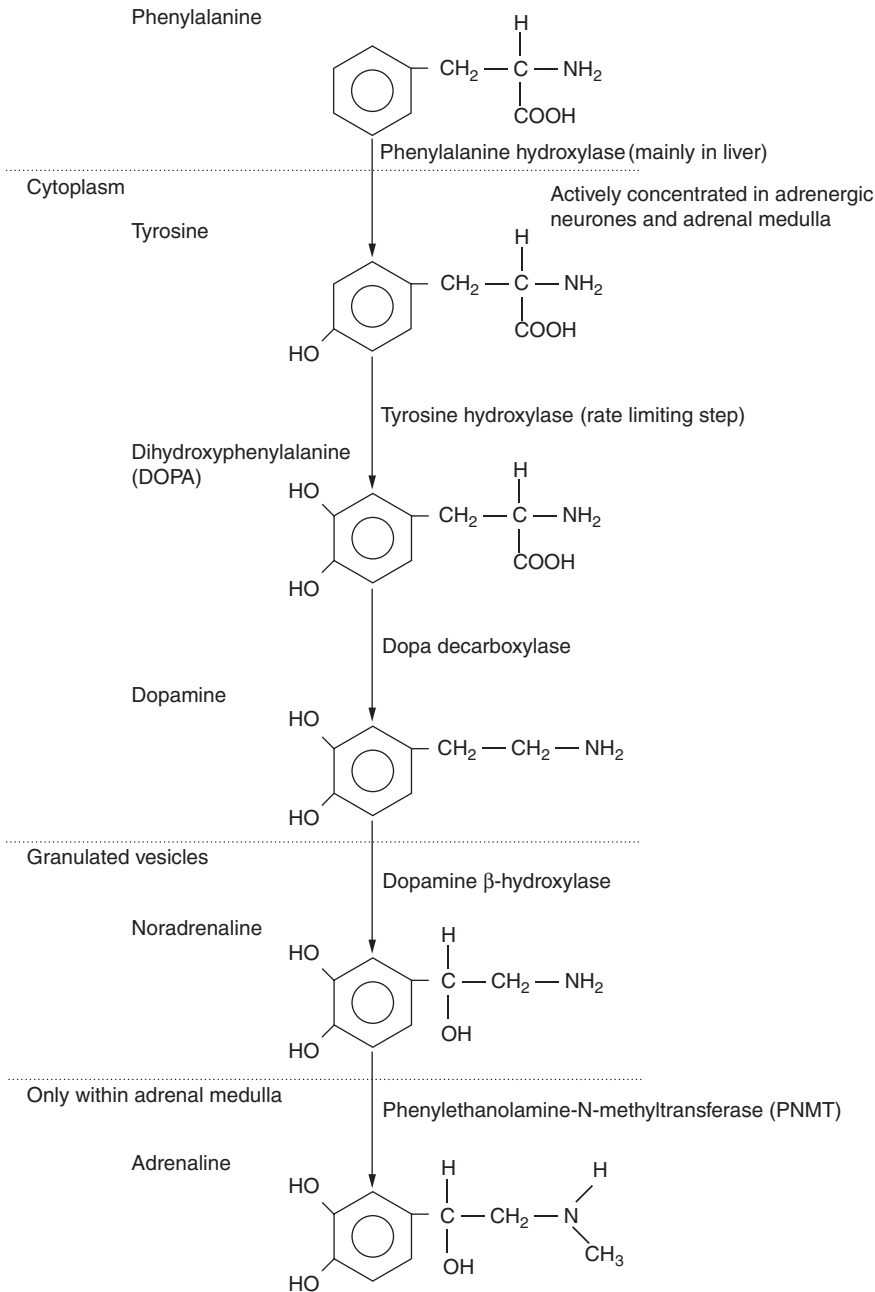 Phenylalanine
H
CH2 — C — NH2
COOH
Phenylalanine hydroxylase (mainly in liver)
Cytoplasm
Actively concentrated in adrenergic
neurones and adrenal medulla
Tyrosine
H
CH2 — C — NH2
COOH
HO
Tyrosine hydroxylase (rate limiting step)
Dihydroxyphenylalanine
(DOPA)
H
HO
CH2 — C — NH2
COOH
HO
Dopa decarboxylase
Dopamine
HO
CH2 — CH2 — NH2
HO
Granulated vesicles
Dopamine β-hydroxylase
Noradrenaline
H
HO
C — CH2 — NH2
OH
HO
Only within adrenal medulla
Phenylethanolamine-N-methyltransferase (PNMT)
Adrenaline
H
H
HO
C — CH2 — N
OH
CH3
HO